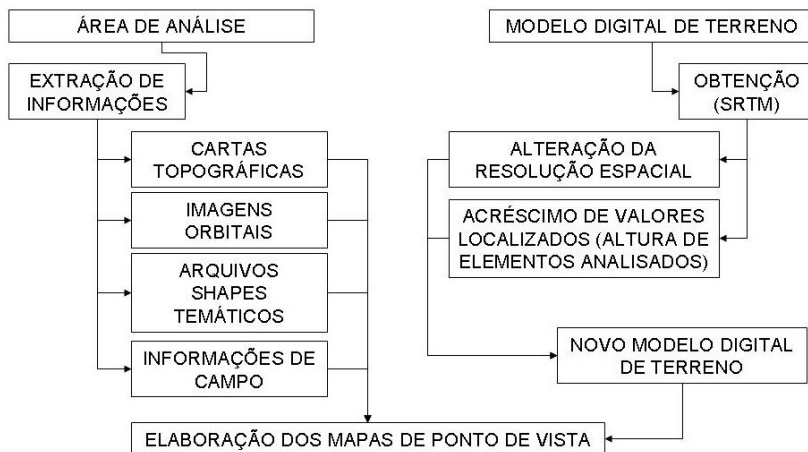 ÁREA DE ANÁLISE
EXTRAÇÃO DE
INFORMAÇÕES
CARTAS
TOPOGRÁFICAS
IMAGENS
ORBITAIS
ARQUIVOS
SHAPES
TEMÁTICOS
INFORMAÇÕES DE
CAMPO
MODELO DIGITAL DE TERRENO
OBTENÇÃO
(SRTM)
ALTERAÇÃO DA
RESOLUÇÃO ESPACIAL
ACRÉSCIMO DE VALORES
LOCALIZADOS (ALTURA DE
ELEMENTOS ANALISADOS)
NOVO MODELO DIGITAL
DE TERRENO
ELABORAÇÃO DOS MAPAS DE PONTO DE VISTA